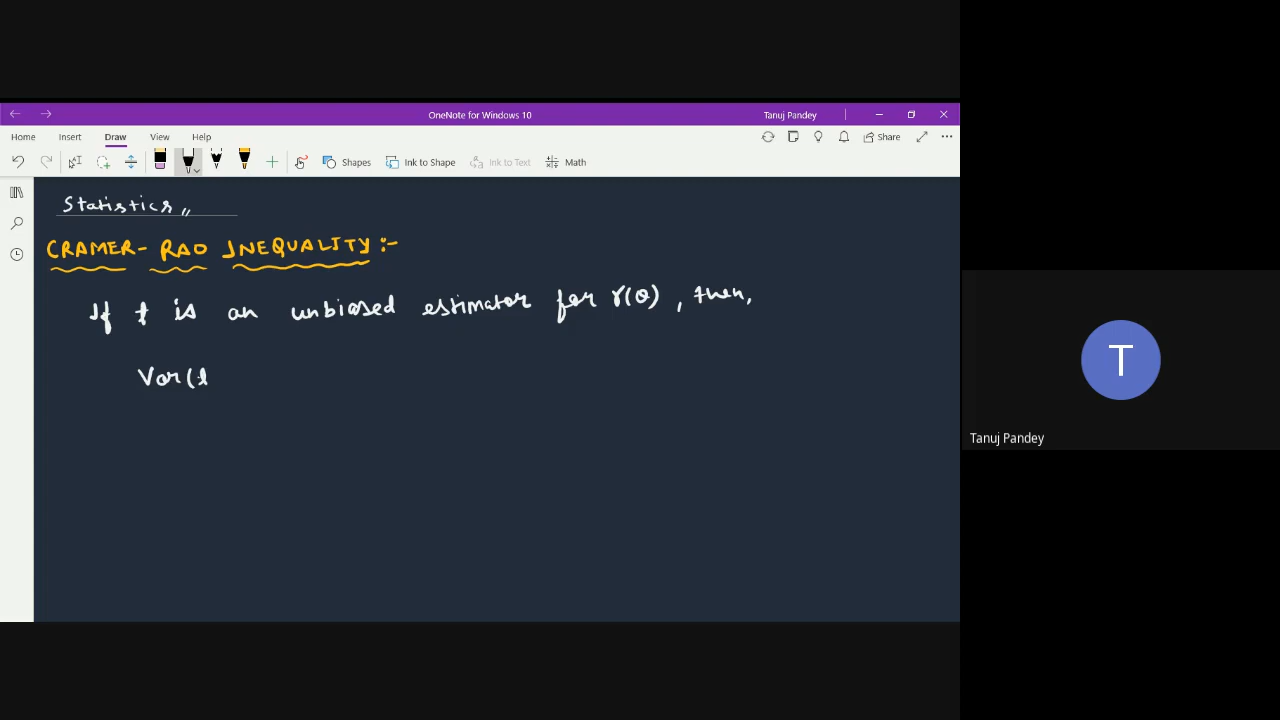 OneNote for Windows 10
Tanuj Pandey
Home Insert Draw View Help
Share
Shapes Ink to Shape Ink to Text Math
Statistics,,
CRAMER-RAO INEQUALITY:-
If t is an unbiased estimator for γ(θ), then,
Var(t
T
Tanuj Pandey